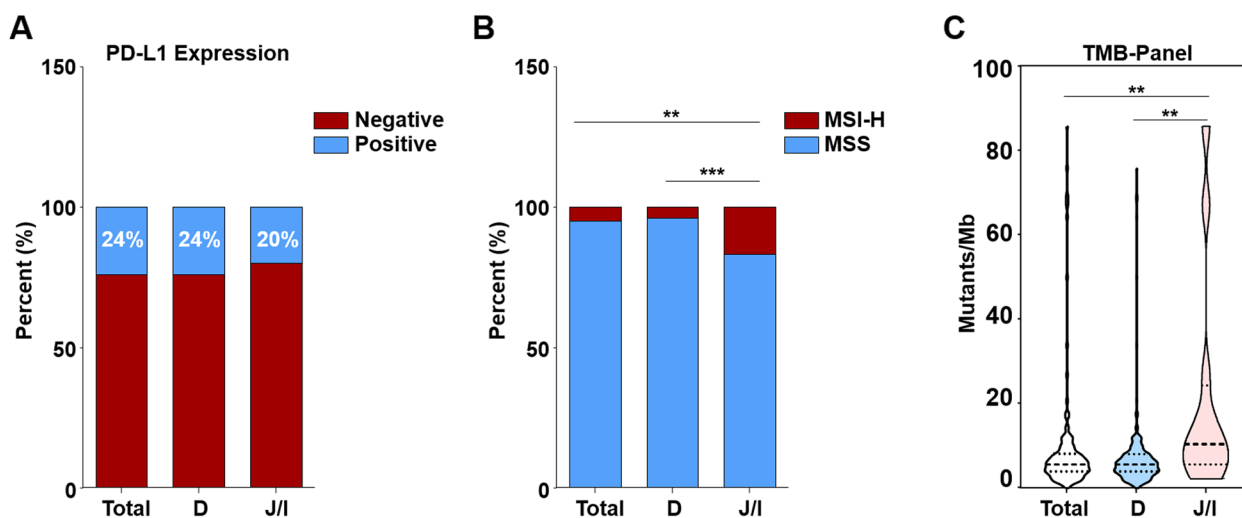 A
PD-L1 Expression
Percent (%)
150
100
50
0
24%
24%
20%
Total
D
J/I
Negative
Positive
B
Percent (%)
150
100
50
0
**
***
Total
D
J/I
MSI-H
MSS
C
TMB-Panel
Mutants/Mb
100
80
60
40
20
0
**
**
Total
D
J/I